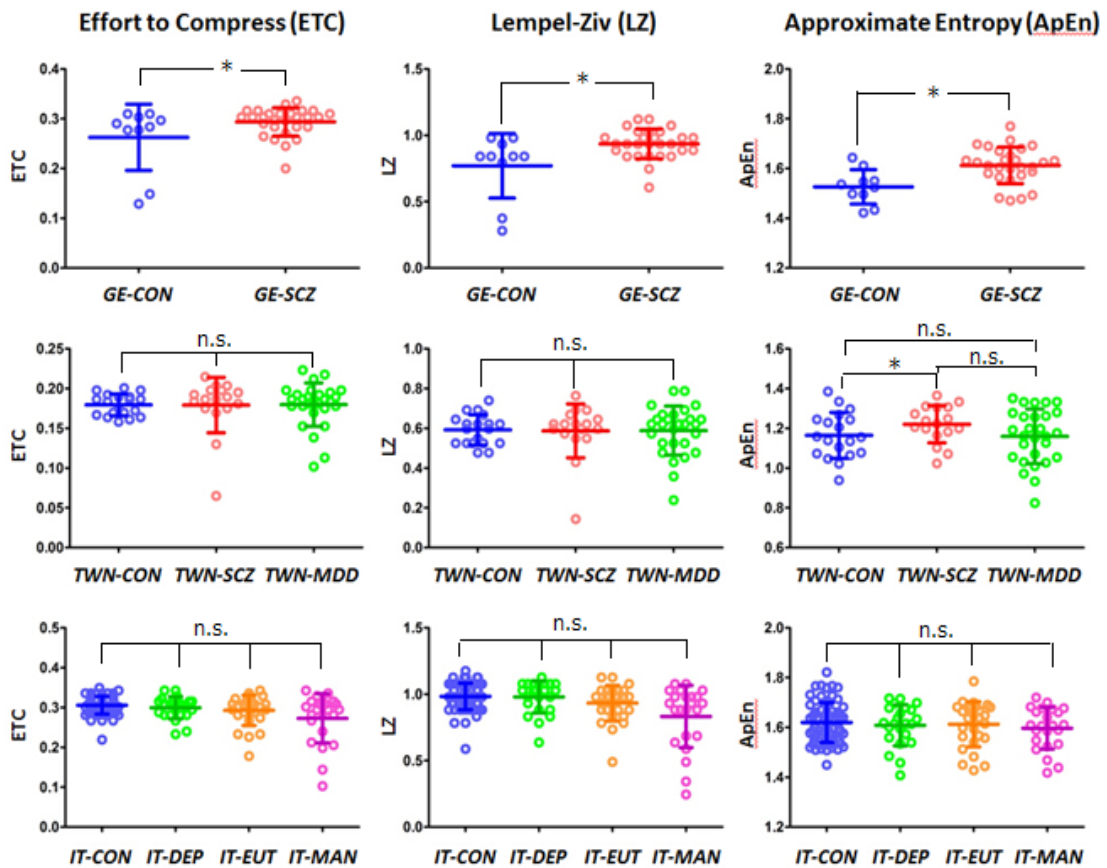 Effort to Compress (ETC) Lempel-Ziv (LZ) Approximate Entropy (ApEn)
0.4 * 1.5 * 2.0 *
0.3 1.0 1.8
ETC 0.2 LZ ApEn 1.6
0.1 0.5 1.4
0.0 0.0 1.2
GE-CON GE-SCZ GE-CON GE-SCZ GE-CON GE-SCZ
n.s. n.s. n.s.
0.25 1.0 1.6 * n.s.
0.20 0.8 1.4
0.15 0.6 1.2
ETC LZ ApEn
0.10 0.4 1.0
0.05 0.2 0.8
0.00 0.0 0.6
TWN-CON TWN-SCZ TWN-MDD TWN-CON TWN-SCZ TWN-MDD TWN-CON TWN-SCZ TWN-MDD
n.s. n.s. n.s.
0.5 1.5 2.0
0.4 1.8
0.3 1.0
ETC LZ ApEn 1.6
0.2 0.5
0.1 1.4
0.0 0.0 1.2
IT-CON IT-DEP IT-EUT IT-MAN IT-CON IT-DEP IT-EUT IT-MAN IT-CON IT-DEP IT-EUT IT-MAN